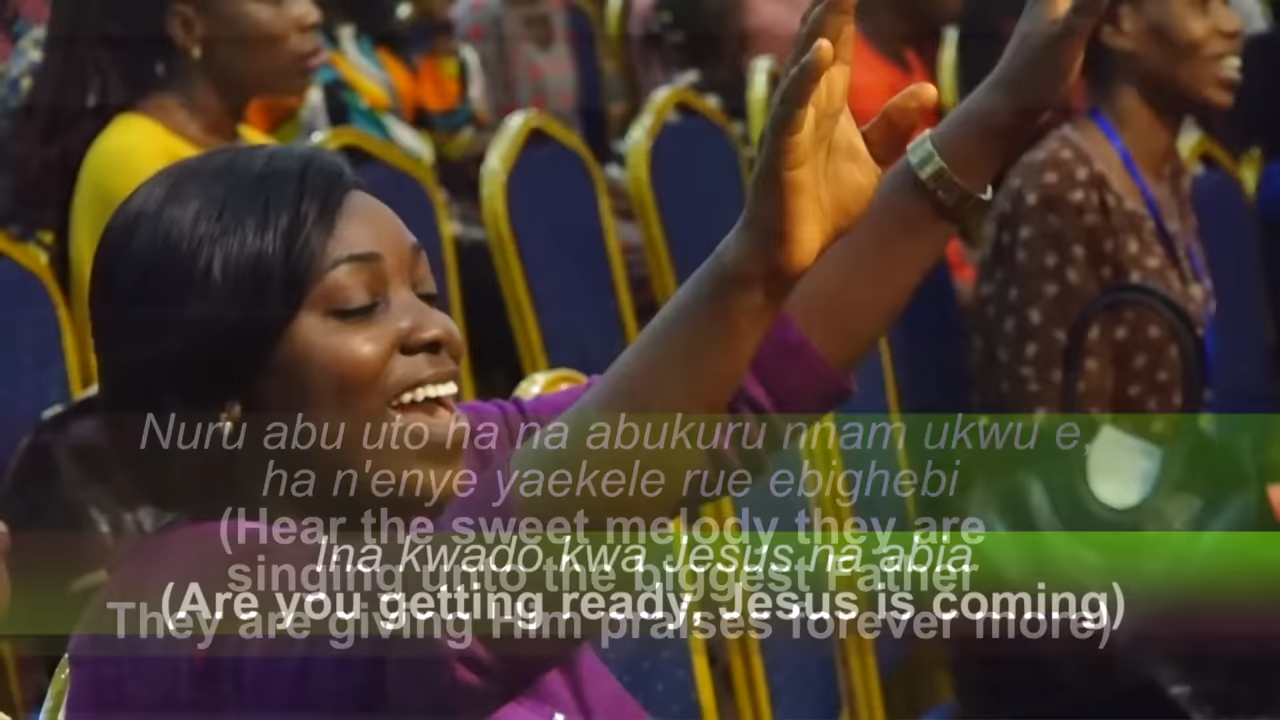 Nuru abu uto ha na abukuru nnam ukwu e,
ha n'enye yaekele rue ebighebi
(Hear the sweet melody they are
singing unto the biggest Father
They are giving Him praises forever more)
Ina kwado kwa Jesus na abia
(Are you getting ready, Jesus is coming)